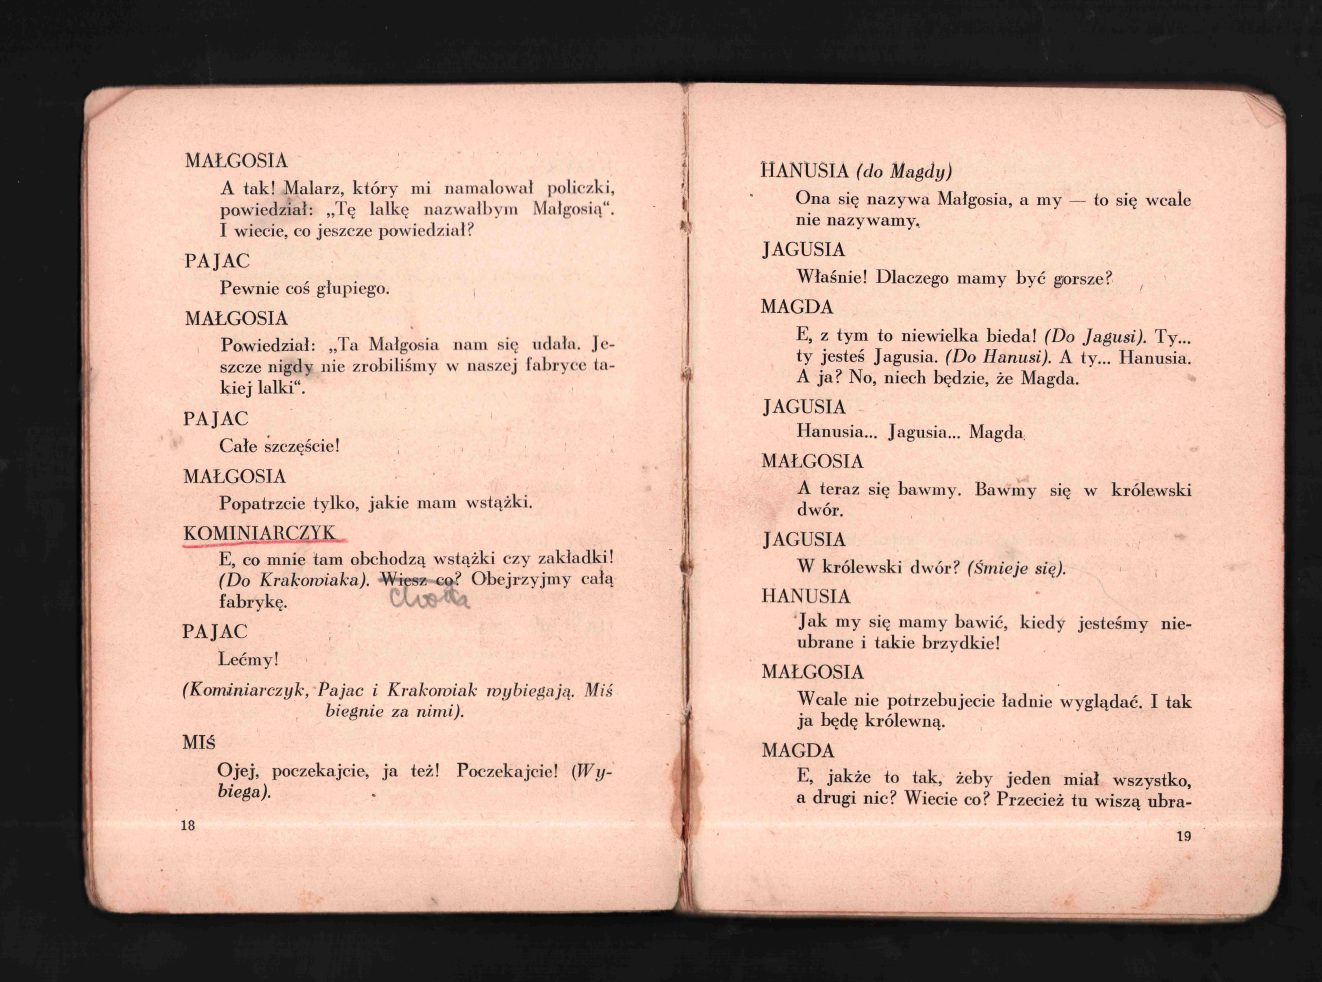 MAŁGOSIA
A tak! Malarz, który mi namalował policzki,
powiedział: „Tę lalkę nazwałbym Małgosią“.
I wiecie, co jeszcze powiedział?
PAJAC
Pewnie coś głupiego.
MAŁGOSIA
Powiedział: „Ta Małgosia nam się udała. Je-
szcze nigdy nie zrobiliśmy w naszej fabryce ta-
kiej lalki“.
PAJAC
Całe szczęście!
MAŁGOSIA
Popatrzcie tylko, jakie mam wstążki.
KOMINIARCZYK
E, co mnie tam obchodzą wstążki czy zakładki!
(Do Krakowiaka). Wiesz co? Obejrzyjmy całą
fabrykę.
PAJAC
Lećmy!
(Kominiarczyk, Pajac i Krakowiak wybiegają. Miś
biegnie za nimi).
MIŚ
Ojej, poczekajcie, ja też! Poczekajcie! (Wy-
biega).
18
HANUSIA (do Magdy)
Ona się nazywa Małgosia, a my — to się wcale
nie nazywamy.
JAGUSIA
Właśnie! Dlaczego mamy być gorsze?
MAGDA
E, z tym to niewielka bieda! (Do Jagusi). Ty...
ty jesteś Jagusia. (Do Hanusi). A ty... Hanusia.
A ja? No, niech będzie, że Magda.
JAGUSIA
Hanusia... Jagusia... Magda
MAŁGOSIA
A teraz się bawmy. Bawmy się w królewski
dwór.
JAGUSIA
W królewski dwór? (Śmieje się).
HANUSIA
Jak my się mamy bawić, kiedy jesteśmy nie-
ubrane i takie brzydkie!
MAŁGOSIA
Wcale nie potrzebujecie ładnie wyglądać. I tak
ja będę królewną.
MAGDA
E, jakże to tak, żeby jeden miał wszystko,
a drugi nic? Wiecie co? Przecież tu wiszą ubra-
19